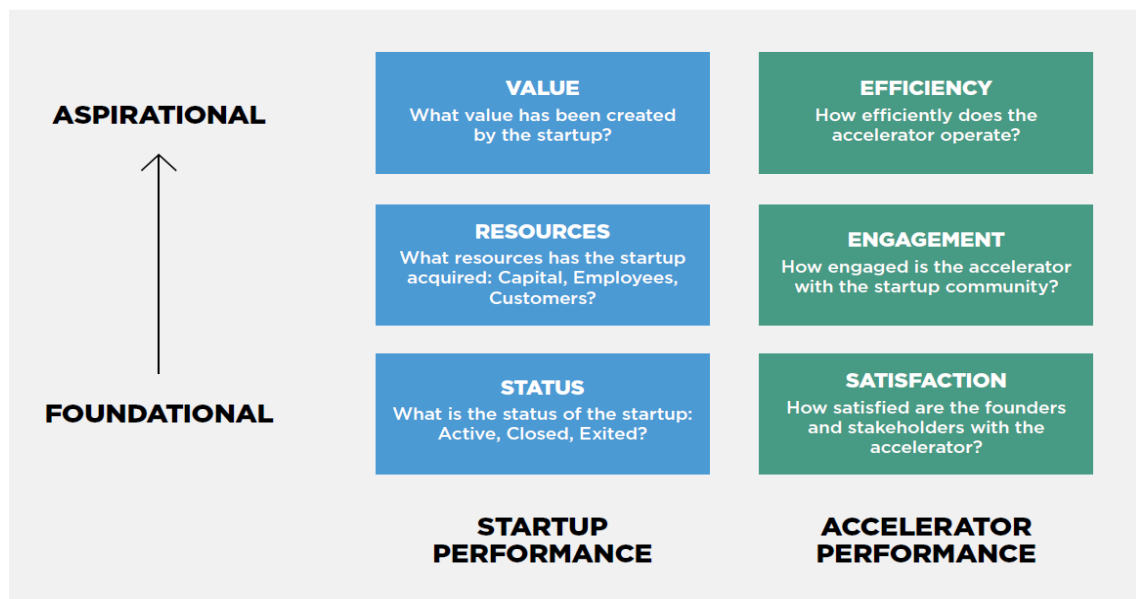 ASPIRATIONAL
FOUNDATIONAL
VALUE
What value has been created
by the startup?
RESOURCES
What resources has the startup
acquired: Capital, Employees,
Customers?
STATUS
What is the status of the startup:
Active, Closed, Exited?
STARTUP
PERFORMANCE
EFFICIENCY
How efficiently does the
accelerator operate?
ENGAGEMENT
How engaged is the accelerator
with the startup community?
SATISFACTION
How satisfied are the founders
and stakeholders with the
accelerator?
ACCELERATOR
PERFORMANCE